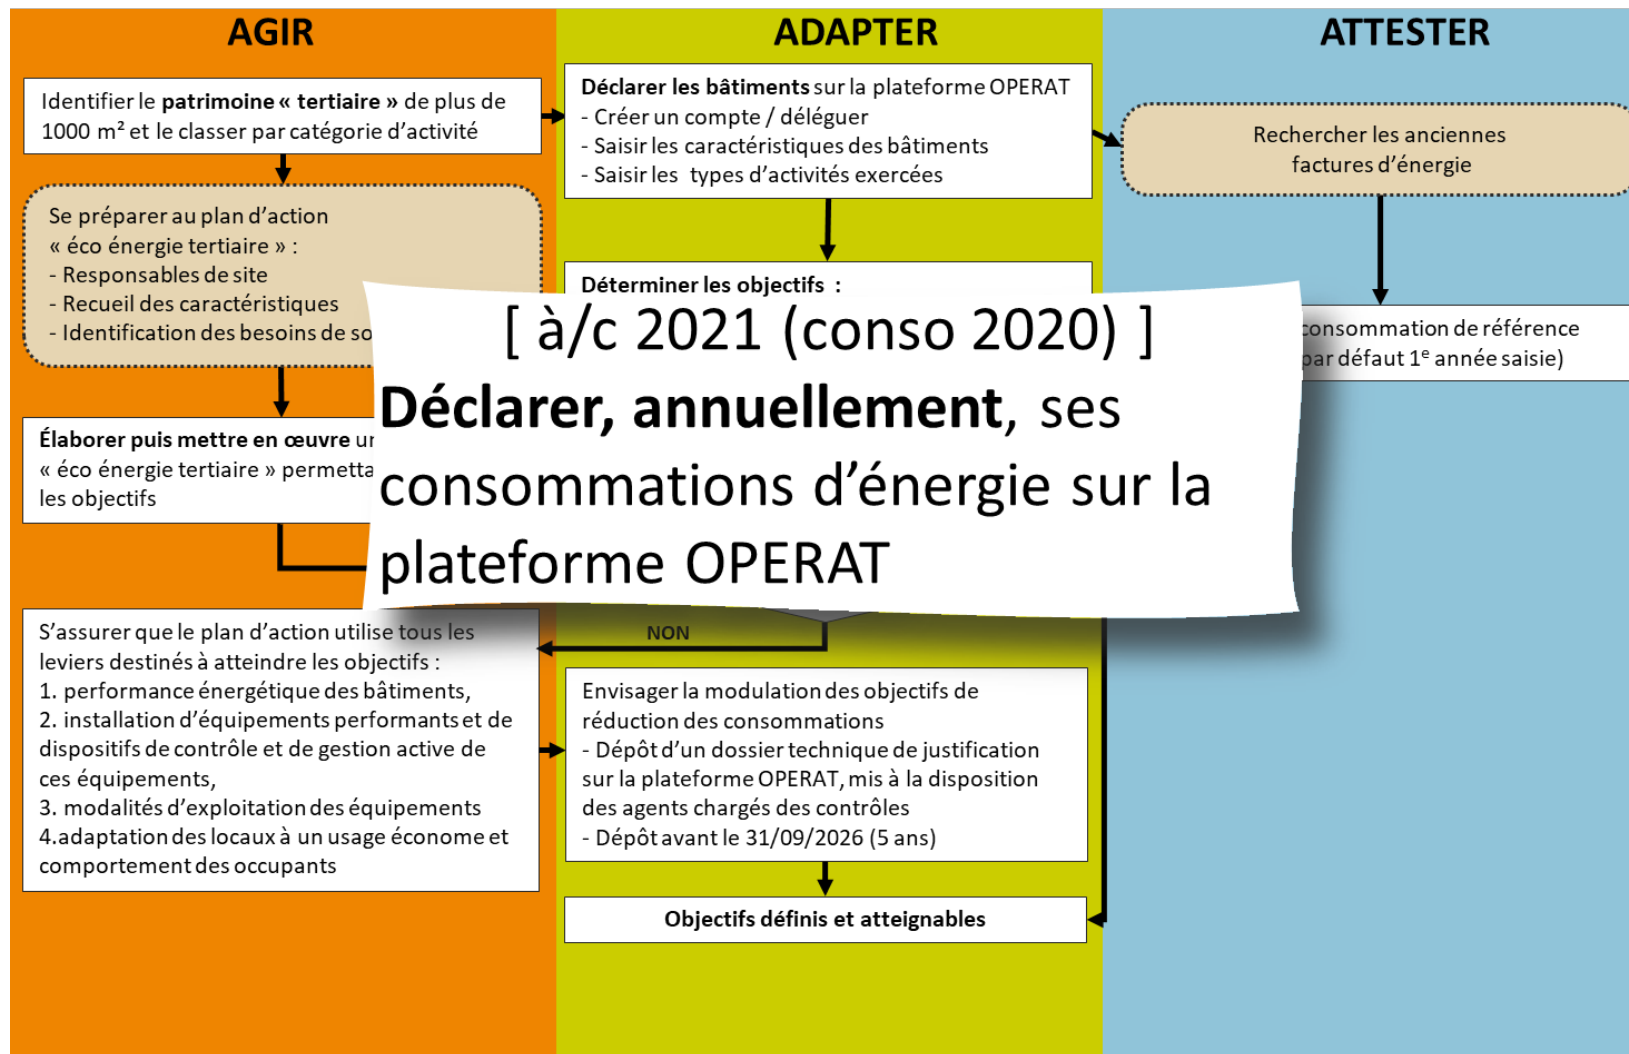 AGIR
Identifier le patrimoine « tertiaire » de plus de
1000 m² et le classer par catégorie d’activité
Se préparer au plan d’action
« éco énergie tertiaire » :
- Responsables de site
- Recueil des caractéristiques
- Identification des besoins de
Élaborer puis mettre en œuvre
« éco énergie tertiaire »
les objectifs
S’assurer que le plan d’action utilise tous les
leviers destinés à atteindre les objectifs :
1. performance énergétique des bâtiments,
2. installation d’équipements performants et de
dispositifs de contrôle et de gestion active de
ces équipements,
3. modalités d’exploitation des équipements
4.adaptation des locaux à un usage économe et
comportement des occupants
ADAPTER
Déclarer les bâtiments sur la plateforme OPERAT
- Créer un compte / déléguer
- Saisir les caractéristiques des bâtiments
- Saisir les types d’activités exercées
Déterminer les objectifs :
[ à/c 2021 (conso 2020) ]
Déclarer, annuellement, ses
consommations d’énergie sur la
plateforme OPERAT
NON
Envisager la modulation des objectifs de
réduction des consommations
- Dépôt d’un dossier technique de justification
sur la plateforme OPERAT, mis à la disposition
des agents chargés des contrôles
- Dépôt avant le 31/09/2026 (5 ans)
Objectifs définis et atteignables
ATTESTER
Rechercher les anciennes
factures d’énergie
consommation de référence
par défaut 1e année saisie)